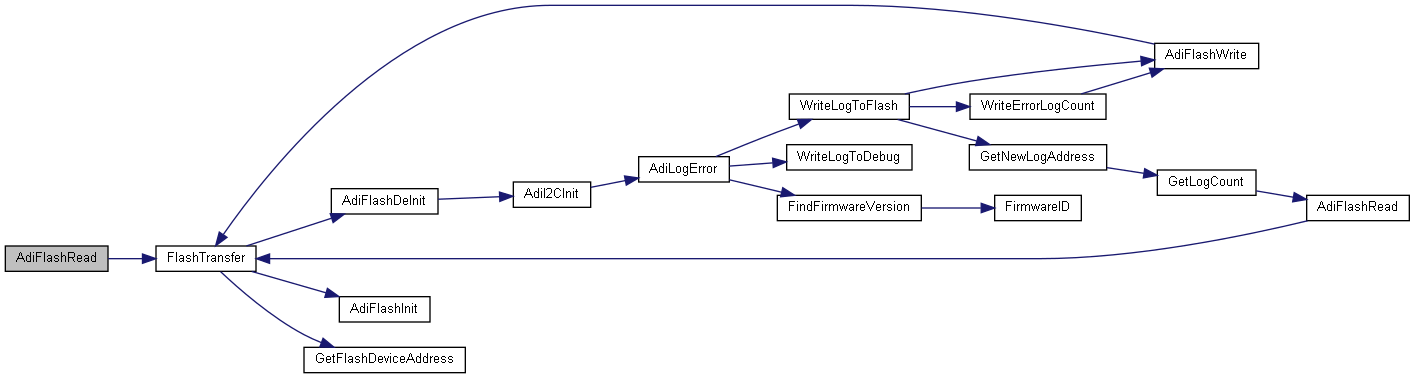 AdiFlashWrite
WriteLogToFlash
WriteErrorLogCount
AdiLogError
WriteLogToDebug
GetNewLogAddress
GetLogCount
AdiFlashDeInit
AdiI2CInit
FindFirmwareVersion
FirmwareID
AdiFlashRead
AdiFlashRead
FlashTransfer
AdiFlashInit
GetFlashDeviceAddress